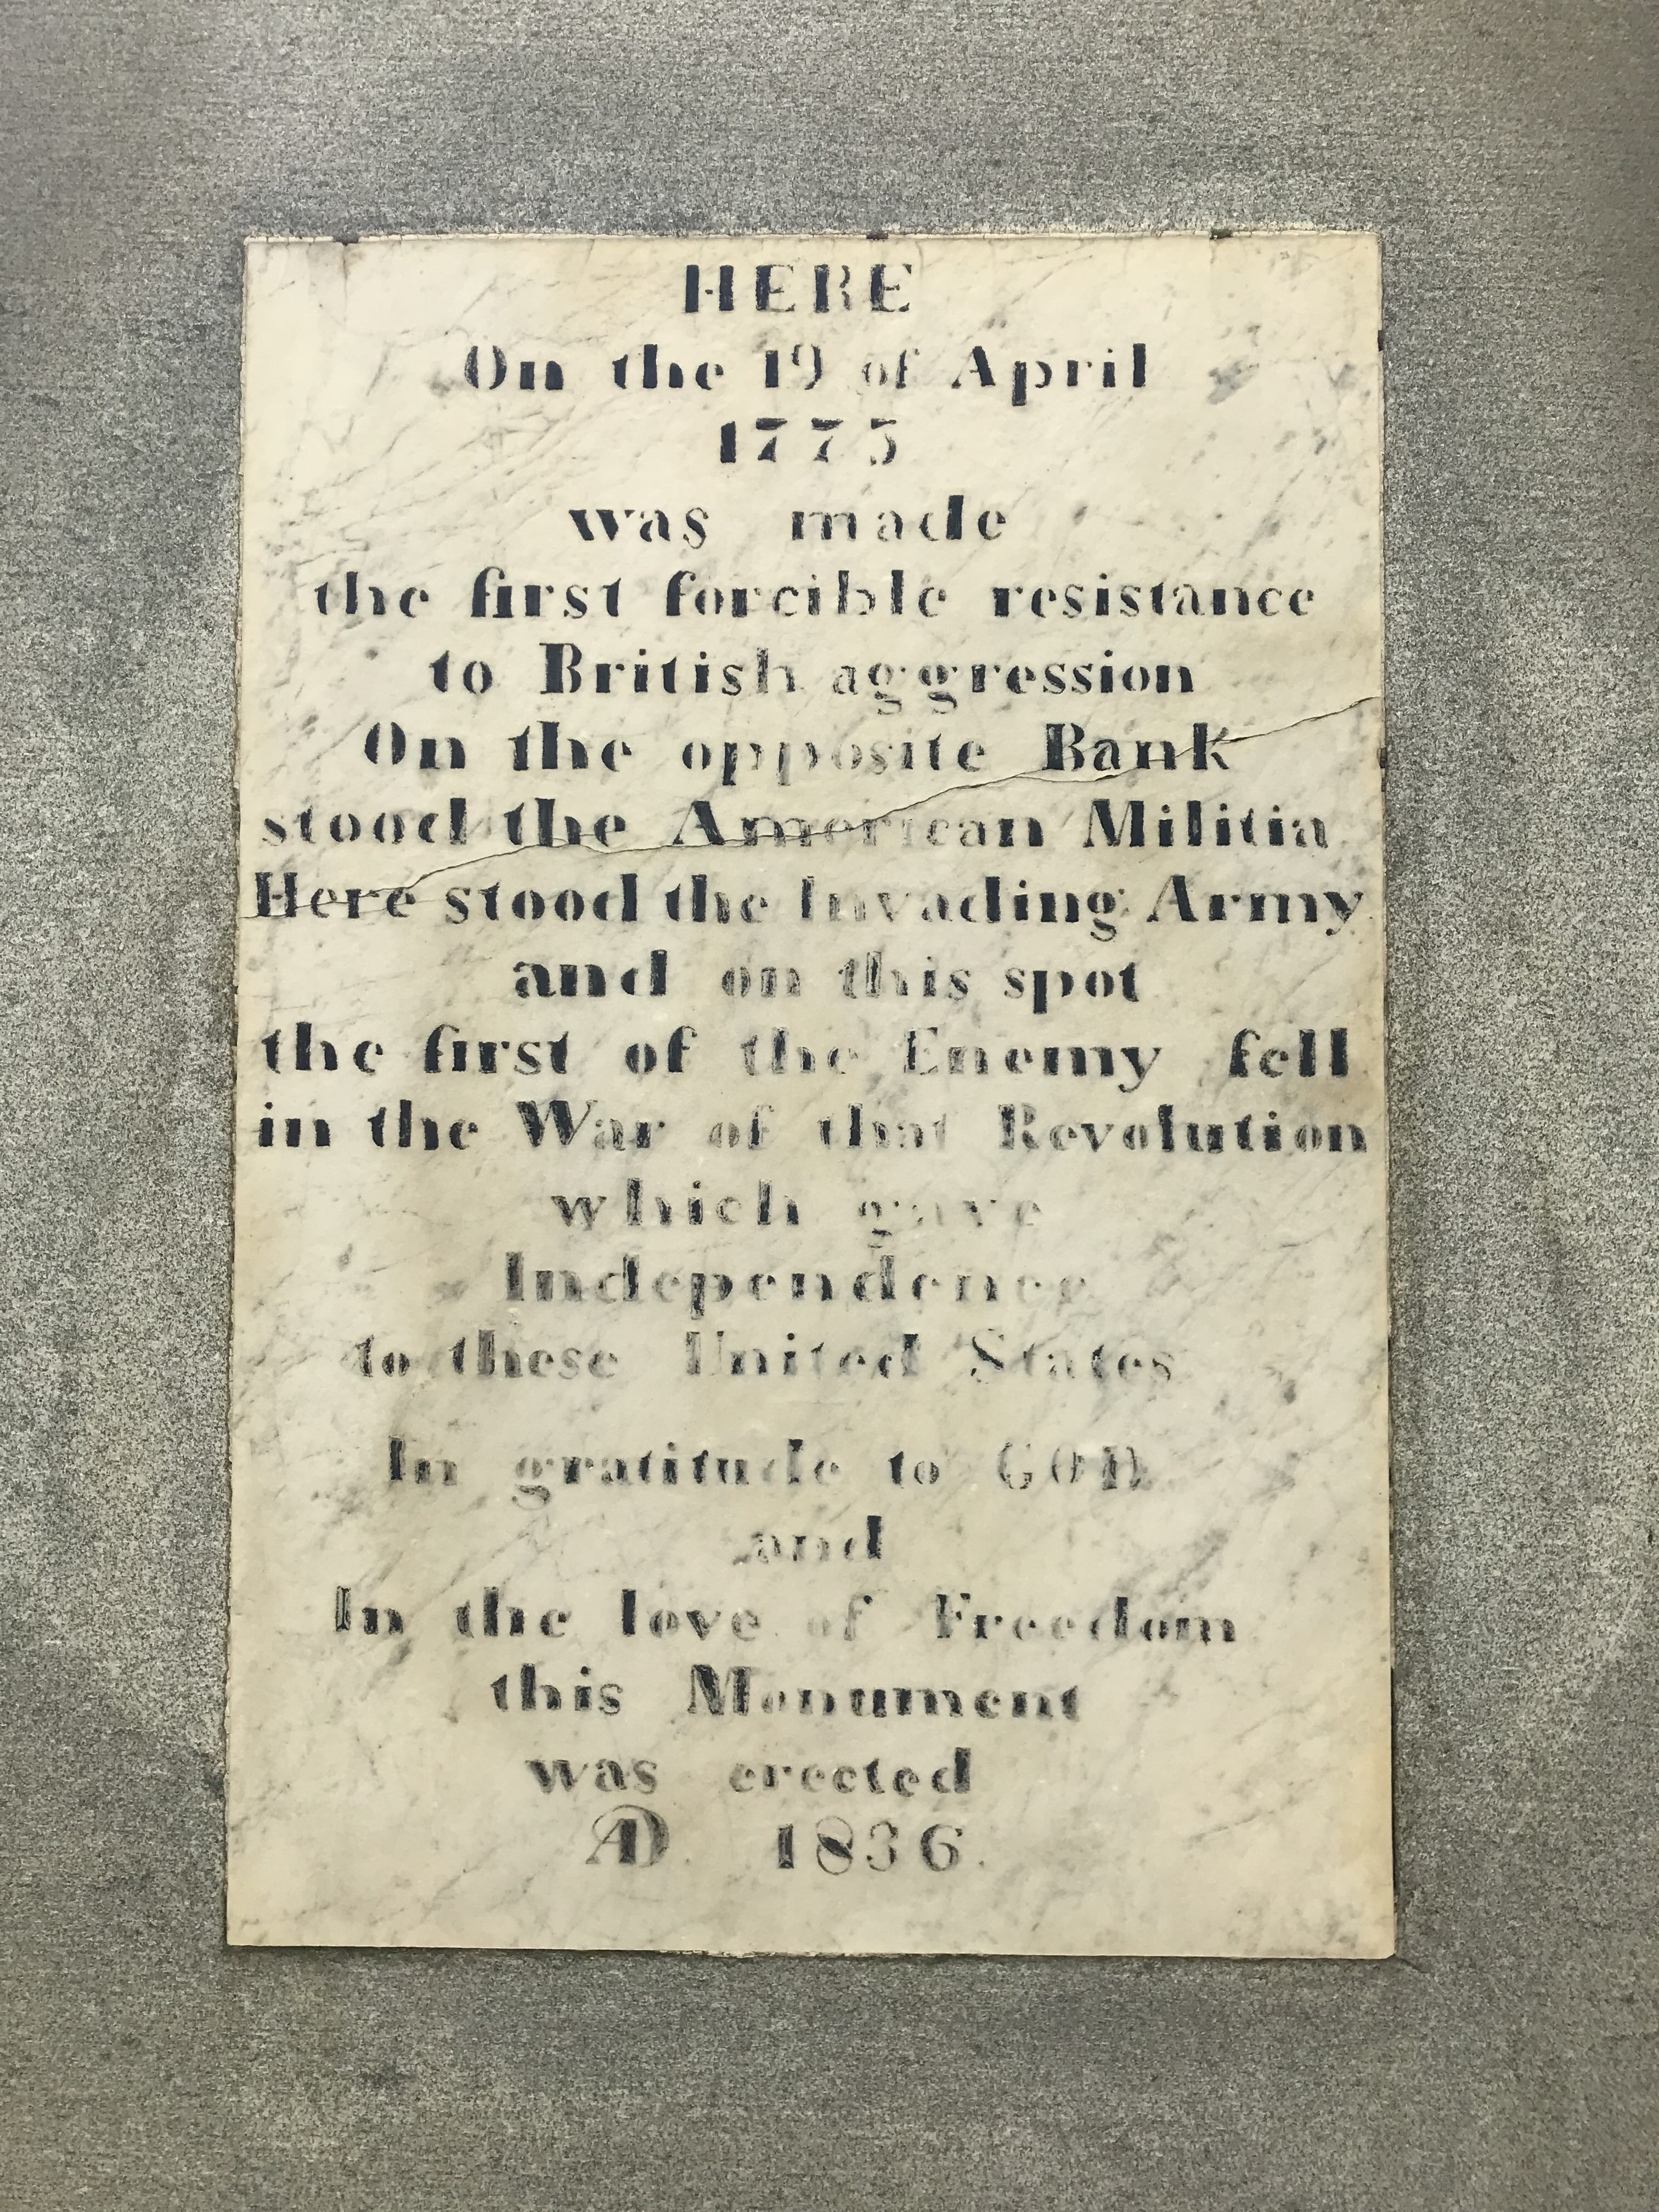 HERE
On the 19 of April
1775
was made
the first forcible resistance
to British aggression
On the opposite Bank
stood the American Militia
Here stood the Invading Army
and on this spot
the first of the Enemy fell
in the War of that Revolution
which gave
Independence
to these United States
In gratitude to GOD
and
In the love of Freedom
this Monument
was erected
AD. 1836.